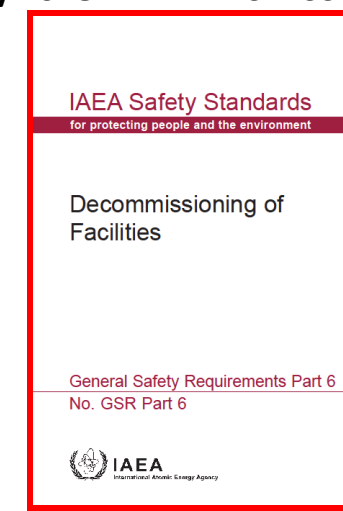 IAEA Safety Standards
for protecting people and the environment
Decommissioning of
Facilities
General Safety Requirements Part 6
No. GSR Part 6
IAEA
International Atomic Energy Agency